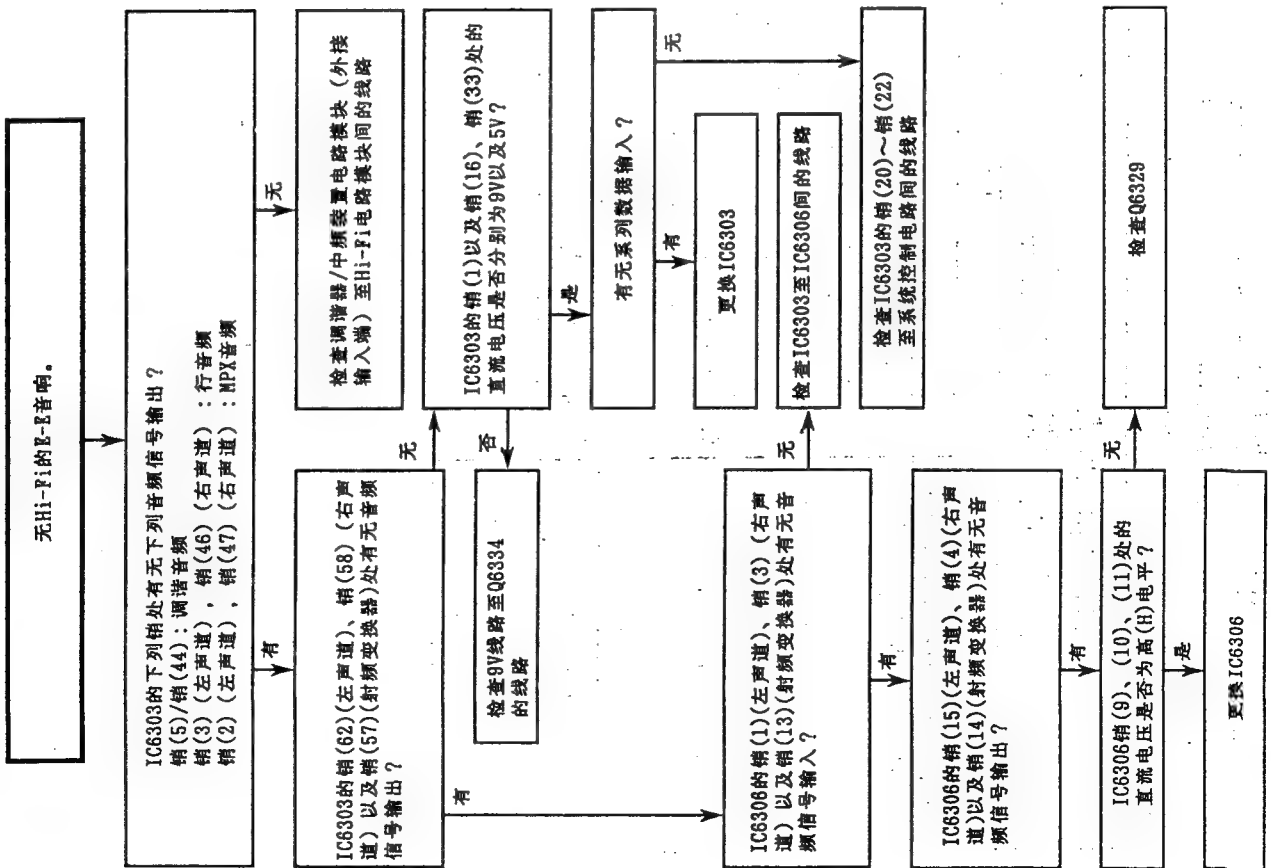 无Hi-Fi的E-E音响。
IC6303的下列销处有无下列音频信号输出？
销(5)/销(44)：调谐音频
销(3)（左声道），销(46)（右声道）：行音频
销(2)（左声道），销(47)（右声道）：MPX音频
无
检查调谐器/中频装置电路模块（外接
输入端）至Hi-Fi电路模块间的线路
有
IC6303的销(62)(左声道)、销(58)（右声
道）以及销(57)(射频变换器)处有无音频
信号输出？
无
IC6303的销(1)以及销(16)、销(33)处的
直流电压是否分别为9V以及5V？
否
检查9V线路至Q6334
的线路
是
有无系列数据输入？
有
更换IC6303
无
检查IC6303的销(20)～销(22)
至系统控制电路间的线路
有
IC6306的销(1)(左声道)、销(3)（右声
道）以及销(13)(射频变换器)处有无音
频信号输入？
无
检查IC6303至IC6306间的线路
有
IC6306的销(15)(左声道)、销(4)(右声
道)以及销(14)(射频变换器)处有无音
频信号输出？
有
IC6306销(9)、(10)、(11)处的
直流电压是否为高(H)电平？
无
检查Q6329
是
更换IC6306